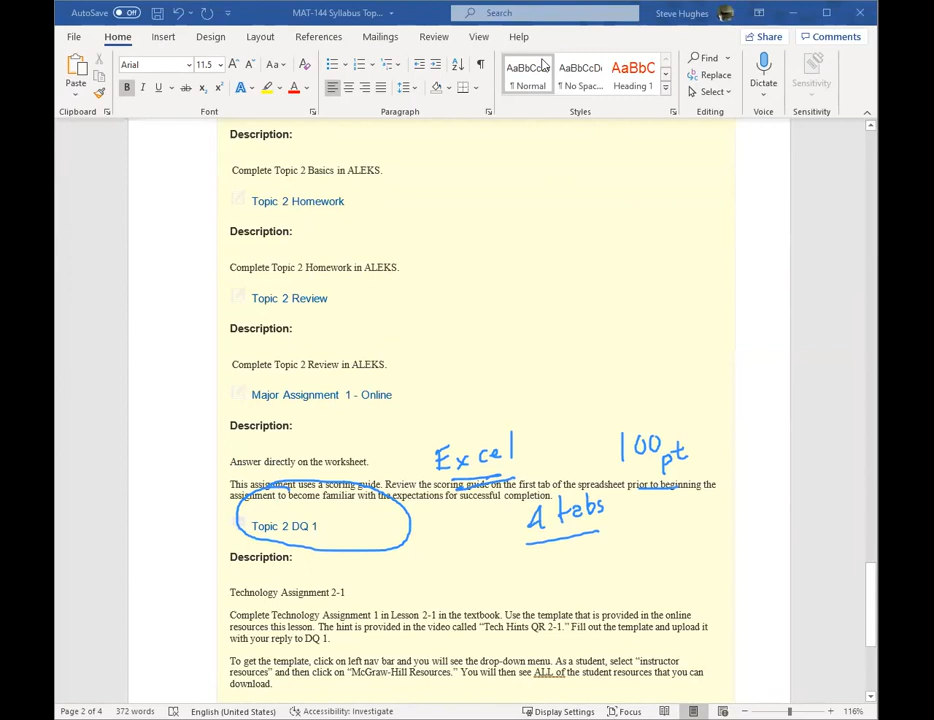 AutoSave Off MAT-144 Syllabus Top... Search Steve Hughes
File Home Insert Design Layout References Mailings Review View Help Share Comments
Paste Arial 11.5 A A Aa A AaBbCcDc AaBbCcDc AaBbC Find Replace Select Dictate Sensitivity
B I U ab x₂ x² A A ¶ Normal ¶ No Spac... Heading 1
Clipboard Font Paragraph Styles Editing Voice Sensitivity
Description:
Complete Topic 2 Basics in ALEKS.
Topic 2 Homework
Description:
Complete Topic 2 Homework in ALEKS.
Topic 2 Review
Description:
Complete Topic 2 Review in ALEKS.
Major Assignment 1 - Online
Description:
Excel 100 pt
Answer directly on the worksheet.
This assignment uses a scoring guide. Review the scoring guide on the first tab of the spreadsheet prior to beginning the
assignment to become familiar with the expectations for successful completion.
4 tabs
Topic 2 DQ 1
Description:
Technology Assignment 2-1
Complete Technology Assignment 1 in Lesson 2-1 in the textbook. Use the template that is provided in the online
resources this lesson. The hint is provided in the video called “Tech Hints QR 2-1.” Fill out the template and upload it
with your reply to DQ 1.
To get the template, click on left nav bar and you will see the drop-down menu. As a student, select “instructor
resources” and then click on “McGraw-Hill Resources.” You will then see ALL of the student resources that you can
download.
Page 2 of 4 372 words English (United States) Accessibility: Investigate Display Settings Focus 116%